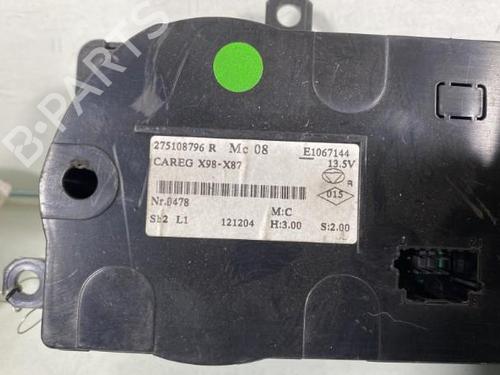 275108796 R Mc 08 E1067144
CAREG X98-X87 13.5V
R
015
Nr.0478 M:C
Sb2 L1 121204 H:3.00 S:2.00
B-PARTS